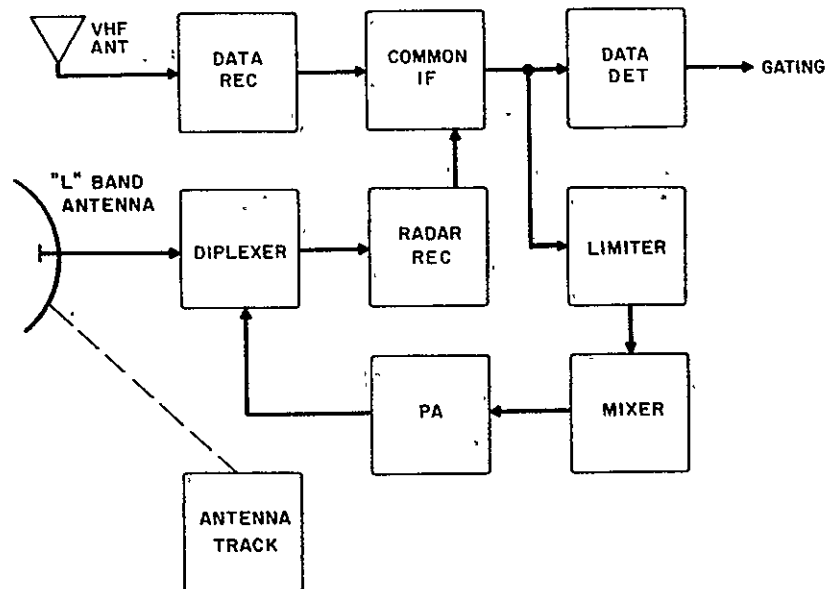 VHF
ANT
DATA
REC
COMMON
IF
DATA
DET
GATING
"L" BAND
ANTENNA
DIPLEXER
RADAR
REC
LIMITER
PA
MIXER
ANTENNA
TRACK